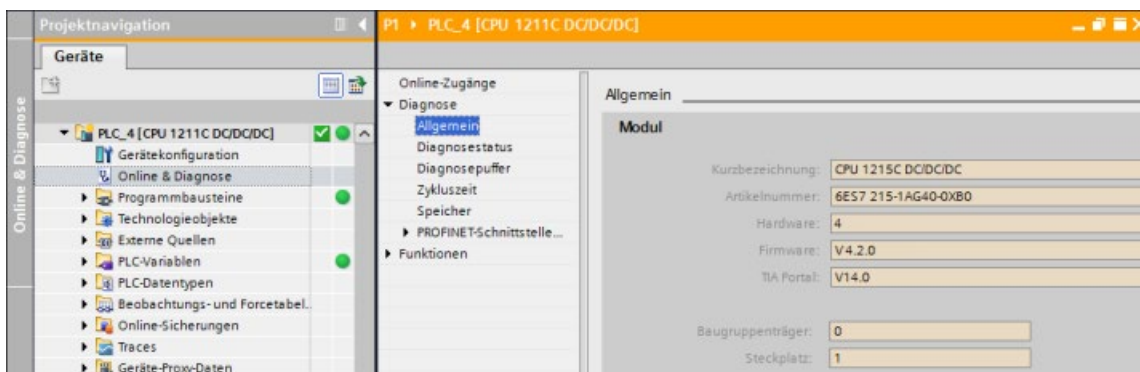 Projektnavigation
P1 ▸ PLC_4 [CPU 1211C DC/DC/DC]
Geräte
Online & Diagnose
PLC_4 [CPU 1211C DC/DC/DC]
Gerätekonfiguration
Online & Diagnose
Programmbausteine
Technologieobjekte
Externe Quellen
PLC-Variablen
PLC-Datentypen
Beobachtungs- und Forcetabel...
Online-Sicherungen
Traces
Geräte-Proxy-Daten
Online-Zugänge
Diagnose
Allgemein
Diagnosestatus
Diagnosepuffer
Zykluszeit
Speicher
PROFINET-Schnittstelle...
Funktionen
Allgemein
Modul
Kurzbezeichnung: CPU 1215C DC/DC/DC
Artikelnummer: 6ES7 215-1AG40-0XB0
Hardware: 4
Firmware: V4.2.0
TIA Portal: V14.0
Baugruppenträger: 0
Steckplatz: 1